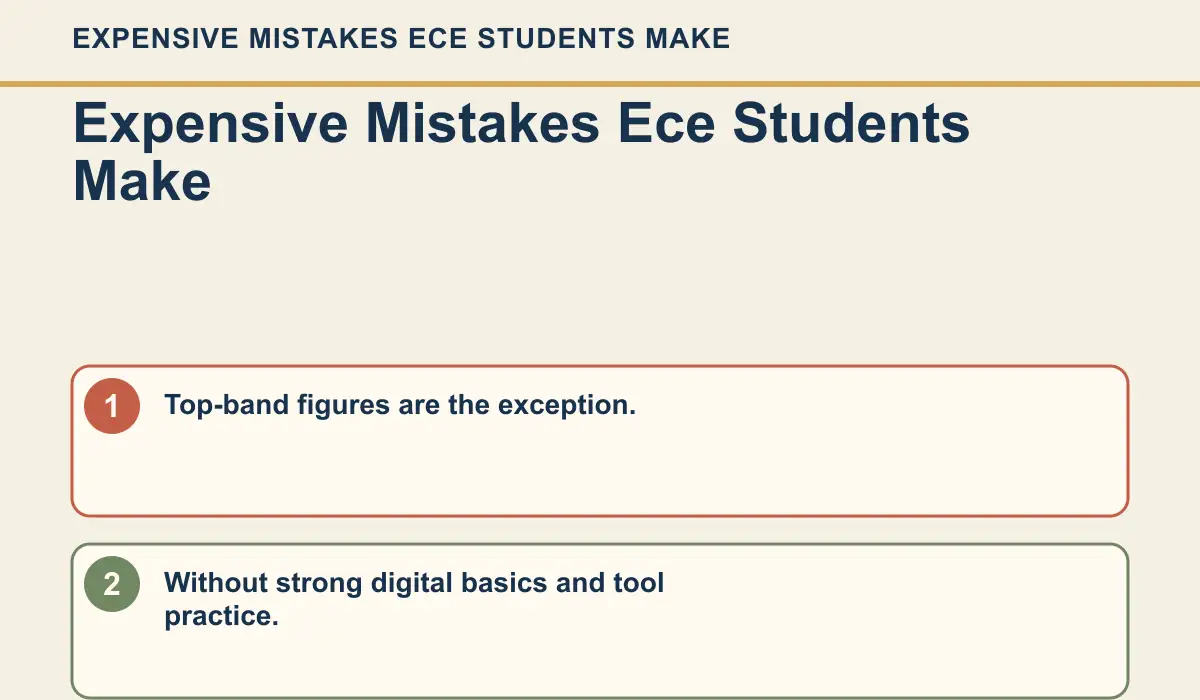 EXPENSIVE MISTAKES ECE STUDENTS MAKE
Expensive Mistakes Ece Students
Make
1
Top-band figures are the exception.
2
Without strong digital basics and tool
practice.